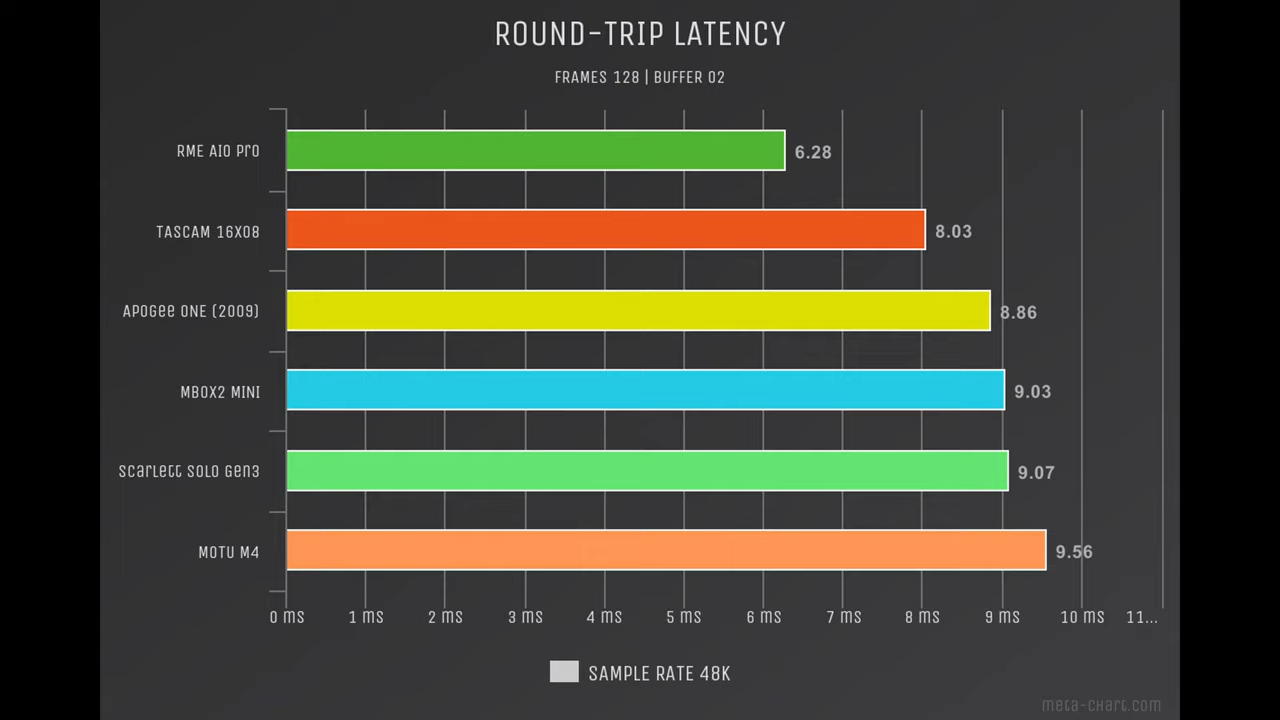 ROUND-TRIP LATENCY
FRAMES 128 | BUFFER 02
RME AIO Pro 6.28
TASCAM 16X08 8.03
APOGEE ONE (2009) 8.86
MBOX2 MINI 9.03
Scarlett SOLO Gen3 9.07
MOTU M4 9.56
0 ms 1 ms 2 ms 3 ms 4 ms 5 ms 6 ms 7 ms 8 ms 9 ms 10 ms 11...
SAMPLE RATE 48K
meta-chart.com